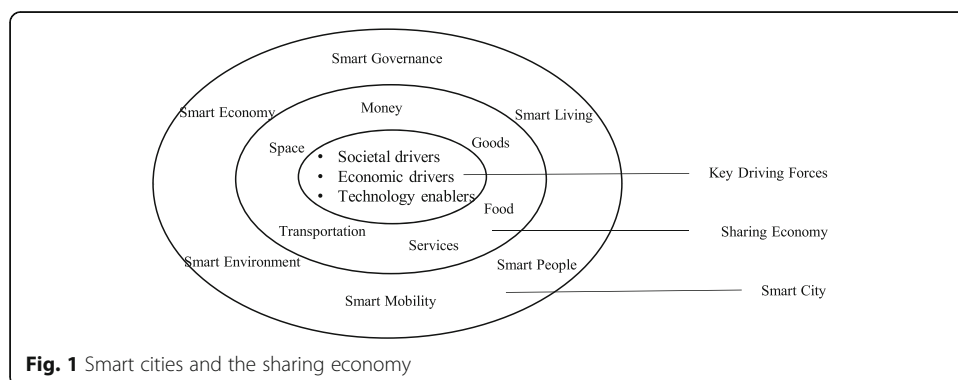 Smart Governance
Smart Economy
Money
Smart Living
Space
Goods
• Societal drivers
• Economic drivers
• Technology enablers
Key Driving Forces
Food
Transportation
Services
Sharing Economy
Smart Environment
Smart People
Smart Mobility
Smart City
Fig. 1 Smart cities and the sharing economy